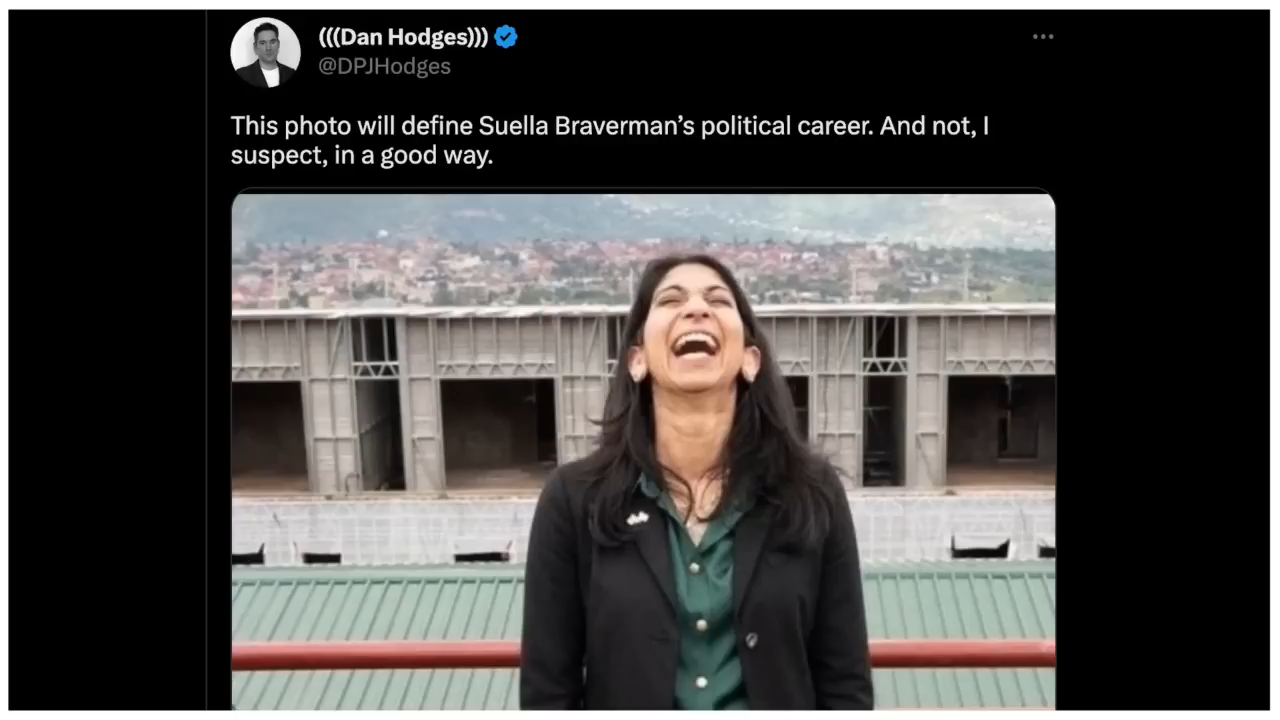 (((Dan Hodges)))
@DPJHodges
This photo will define Suella Braverman’s political career. And not, I
suspect, in a good way.